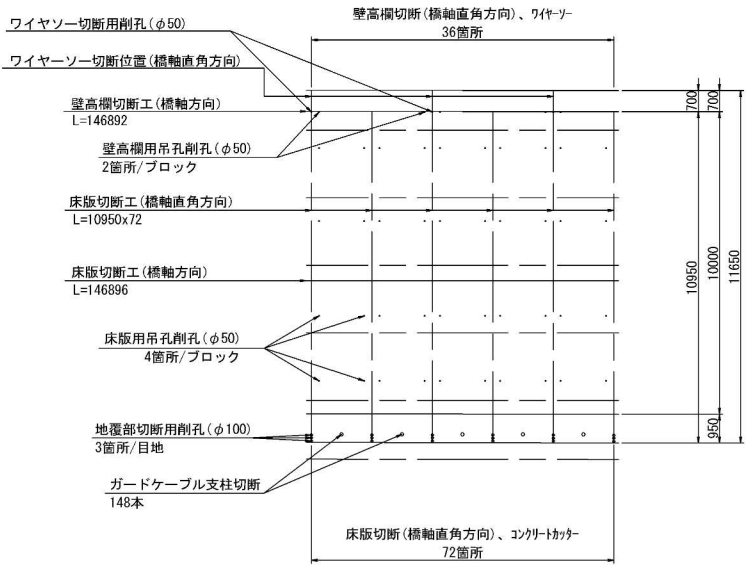 壁高欄切断(橋軸直角方向)、ワイヤーソー
36箇所
ワイヤソー切断用削孔(φ50)
ワイヤーソー切断位置(橋軸直角方向)
壁高欄切断工(橋軸方向)
L=146892
壁高欄用吊孔削孔(φ50)
2箇所/ブロック
床版切断工(橋軸直角方向)
L=10950x72
床版切断工(橋軸方向)
L=146896
床版用吊孔削孔(φ50)
4箇所/ブロック
地覆部切断用削孔(φ100)
3箇所/目地
ガードケーブル支柱切断
148本
700
700
10950
10000
11650
950
床版切断(橋軸直角方向)、コンクリートカッター
72箇所